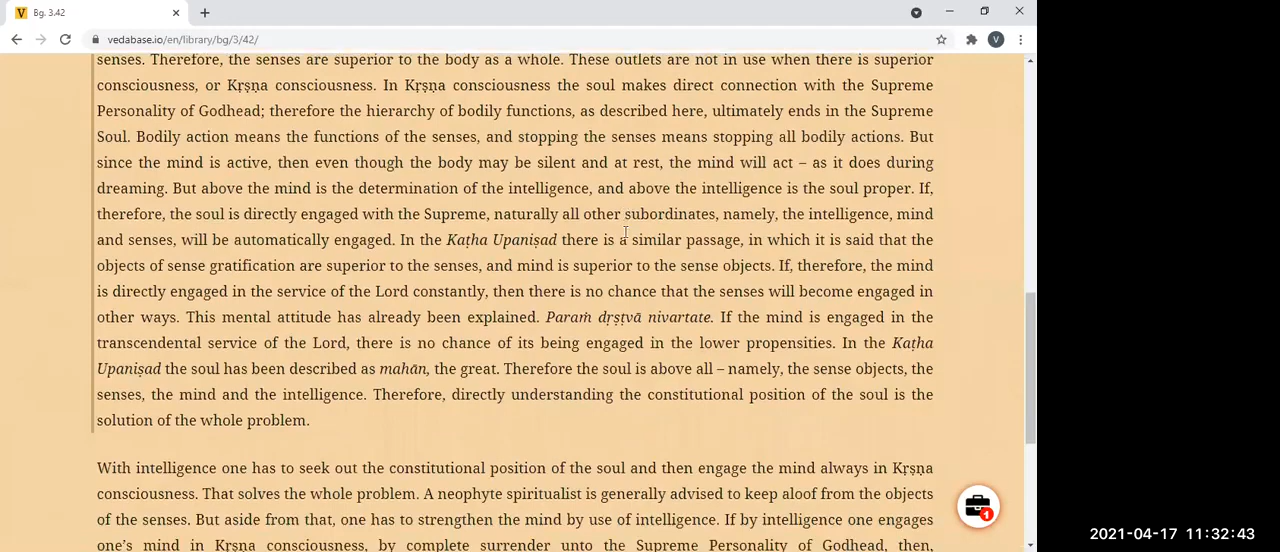 Bg. 3.42
vedabase.io/en/library/bg/3/42/
V
senses. Therefore, the senses are superior to the body as a whole. These outlets are not in use when there is superior
consciousness, or Kṛṣṇa consciousness. In Kṛṣṇa consciousness the soul makes direct connection with the Supreme
Personality of Godhead; therefore the hierarchy of bodily functions, as described here, ultimately ends in the Supreme
Soul. Bodily action means the functions of the senses, and stopping the senses means stopping all bodily actions. But
since the mind is active, then even though the body may be silent and at rest, the mind will act – as it does during
dreaming. But above the mind is the determination of the intelligence, and above the intelligence is the soul proper. If,
therefore, the soul is directly engaged with the Supreme, naturally all other subordinates, namely, the intelligence, mind
and senses, will be automatically engaged. In the Kaṭha Upaniṣad there is a similar passage, in which it is said that the
objects of sense gratification are superior to the senses, and mind is superior to the sense objects. If, therefore, the mind
is directly engaged in the service of the Lord constantly, then there is no chance that the senses will become engaged in
other ways. This mental attitude has already been explained. Paraṁ dṛṣṭvā nivartate. If the mind is engaged in the
transcendental service of the Lord, there is no chance of its being engaged in the lower propensities. In the Kaṭha
Upaniṣad the soul has been described as mahān, the great. Therefore the soul is above all – namely, the sense objects, the
senses, the mind and the intelligence. Therefore, directly understanding the constitutional position of the soul is the
solution of the whole problem.
With intelligence one has to seek out the constitutional position of the soul and then engage the mind always in Kṛṣṇa
consciousness. That solves the whole problem. A neophyte spiritualist is generally advised to keep aloof from the objects
of the senses. But aside from that, one has to strengthen the mind by use of intelligence. If by intelligence one engages
one's mind in Kṛṣṇa consciousness, by complete surrender unto the Supreme Personality of Godhead, then,
1
2021-04-17 11:32:43